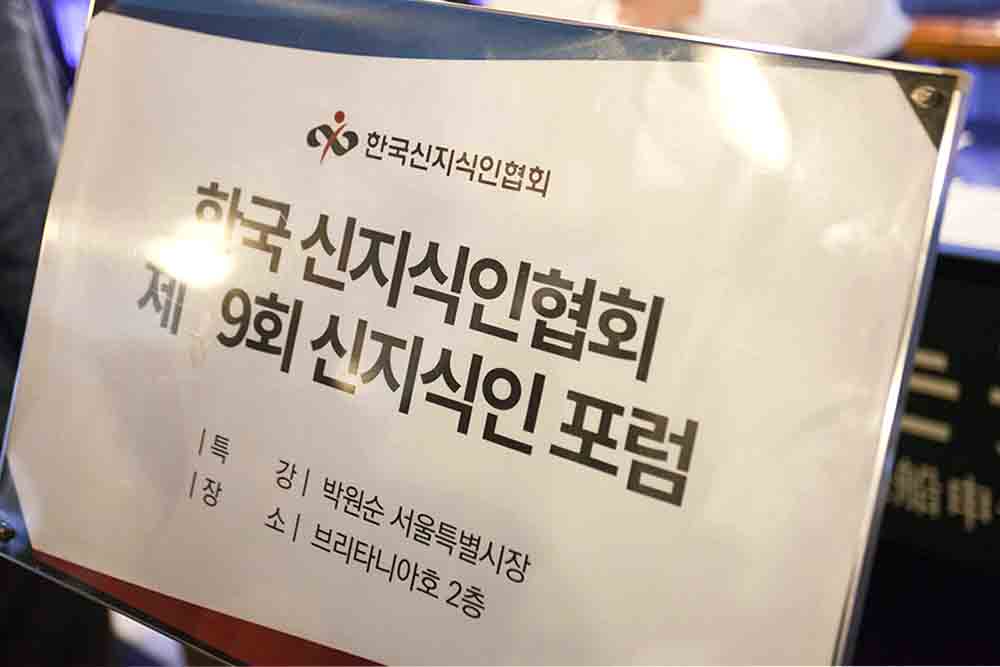 한국신지식인협회
한국 신지식인협회
제 9회 신지식인 포럼
| 특 강 | 박원순 서울특별시장
| 장 소 | 브리타니아호 2층